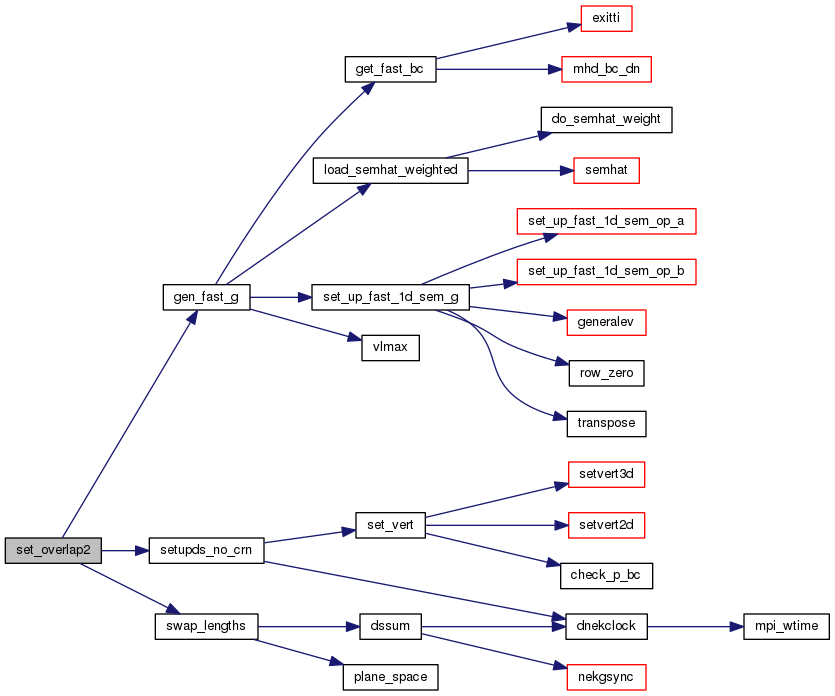 exitti
get_fast_bc
mhd_bc_dn
do_semhat_weight
load_semhat_weighted
semhat
set_up_fast_1d_sem_op_a
set_up_fast_1d_sem_op_b
gen_fast_g
set_up_fast_1d_sem_g
generalev
vlmax
row_zero
transpose
setvert3d
set_vert
setvert2d
set_overlap2
setupds_no_crn
check_p_bc
swap_lengths
dssum
dnekclock
mpi_wtime
plane_space
nekgsync